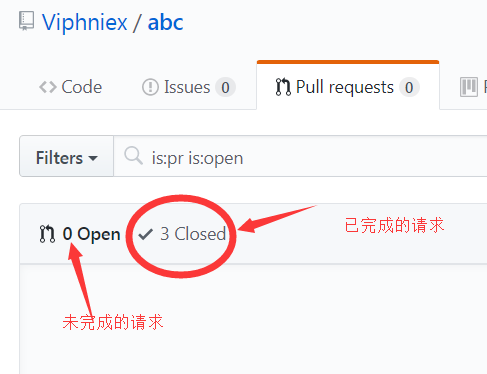 Viphniex / abc
Code Issues 0 Pull requests 0
Filters is:pr is:open
0 Open 3 Closed 已完成的请求
未完成的请求